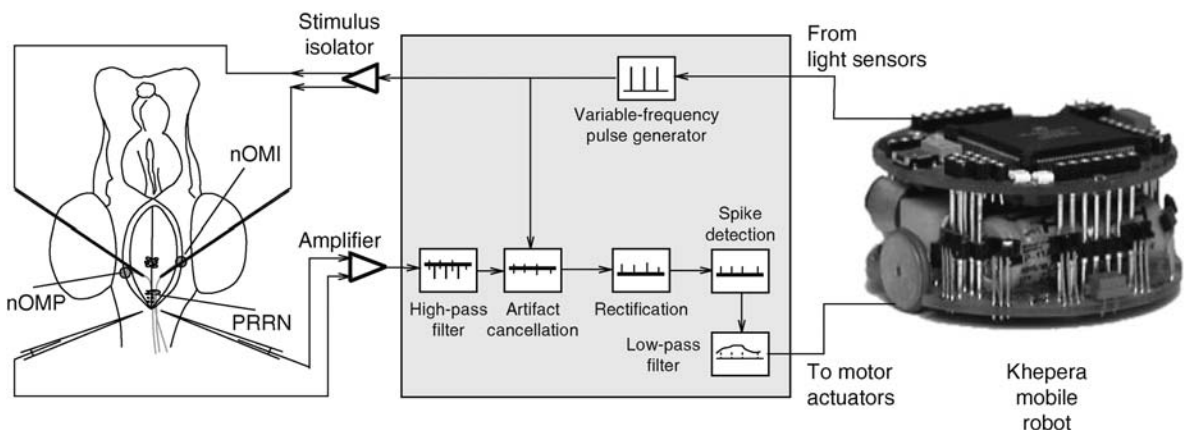 Stimulus
isolator
From
light sensors
Variable-frequency
pulse generator
nOMI
Spike
detection
Amplifier
nOMP
PRRN
High-pass
filter
Artifact
cancellation
Rectification
Low-pass
filter
To motor
actuators
Khepera
mobile
robot